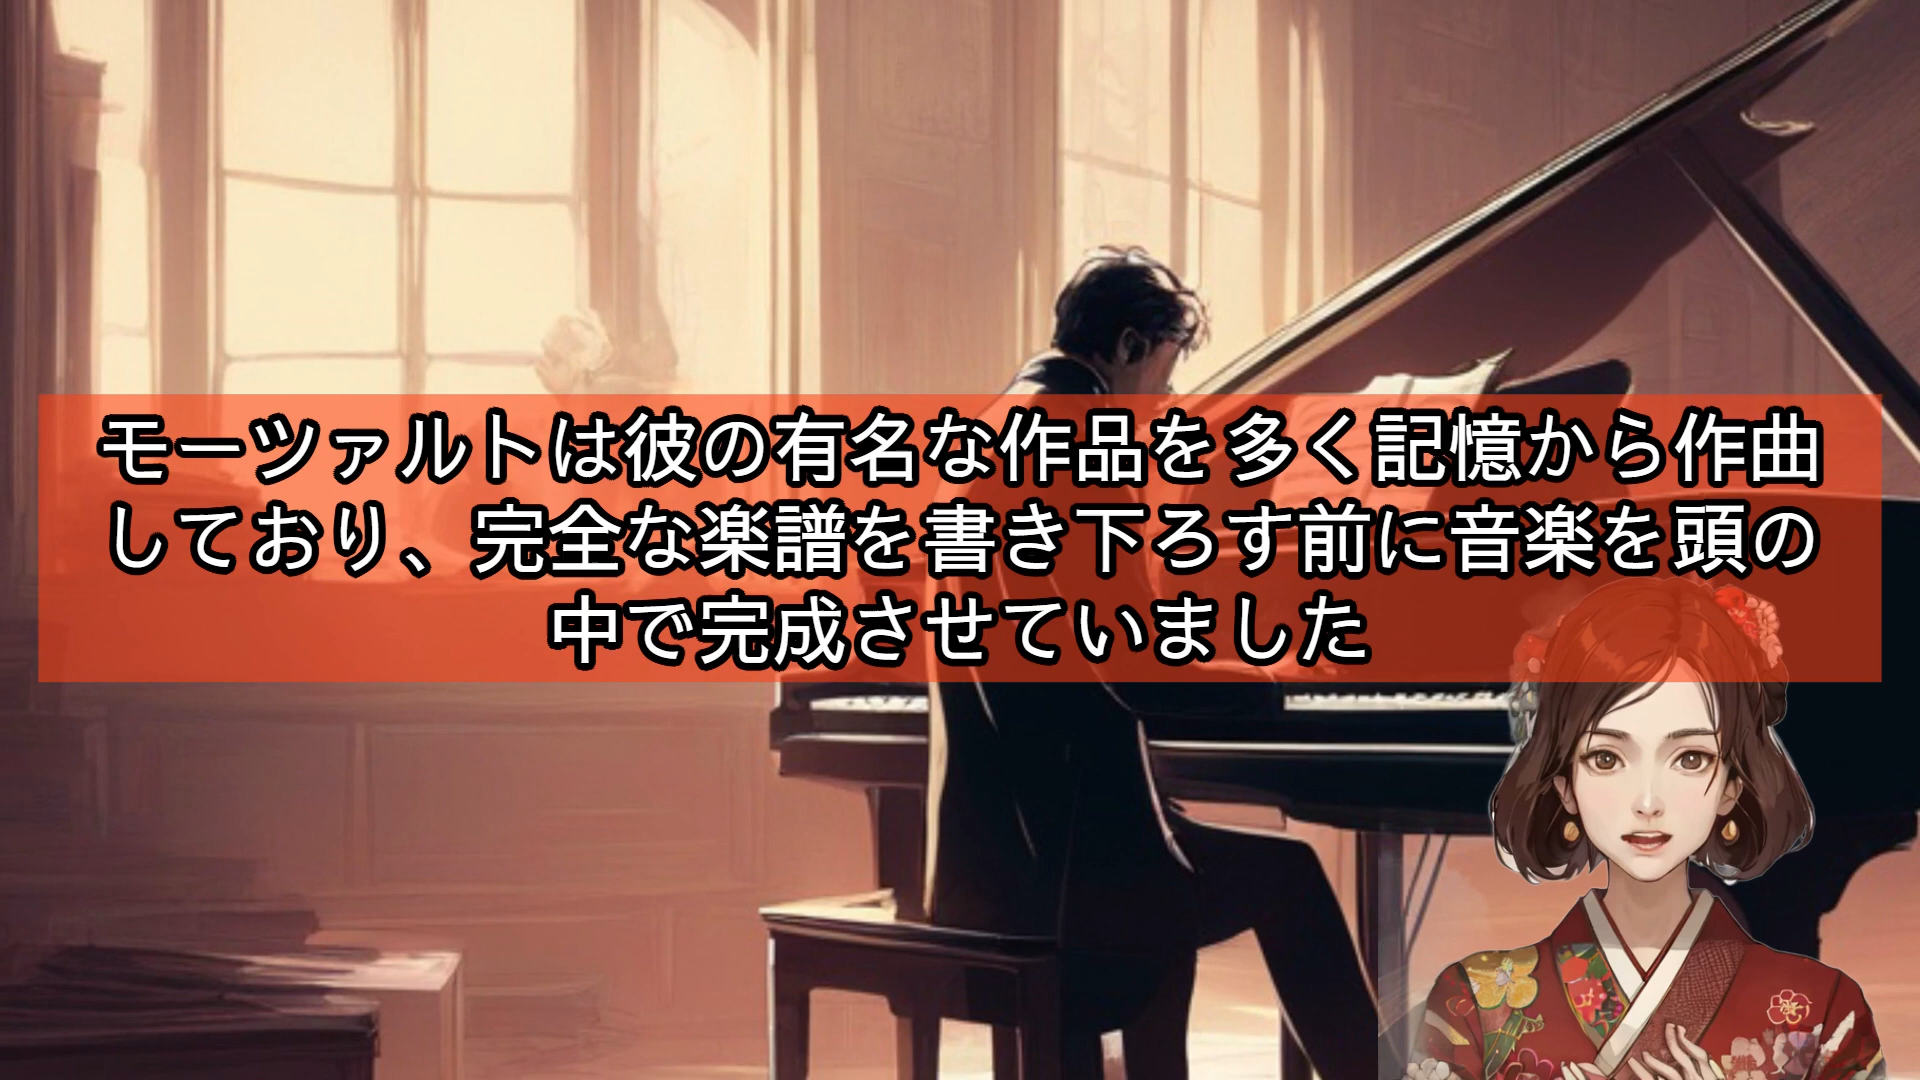 モーツァルトは彼の有名な作品を多く記憶から作曲
しており、完全な楽譜を書き下ろす前に音楽を頭の
中で完成させていました